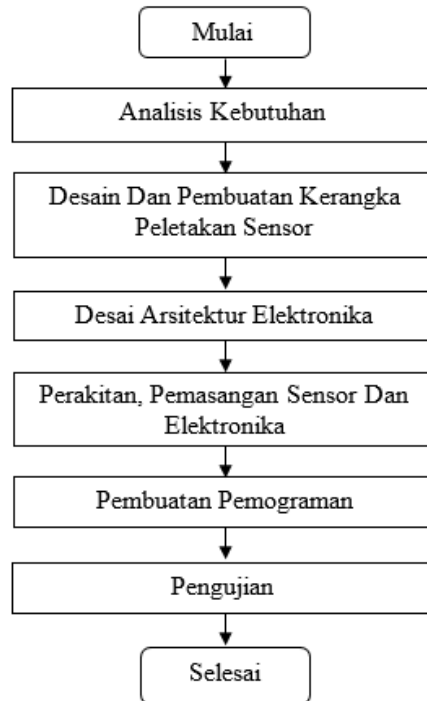 Mulai
Analisis Kebutuhan
Desain Dan Pembuatan Kerangka
Peletakan Sensor
Desai Arsitektur Elektronika
Perakitan, Pemasangan Sensor Dan
Elektronika
Pembuatan Pemograman
Pengujian
Selesai